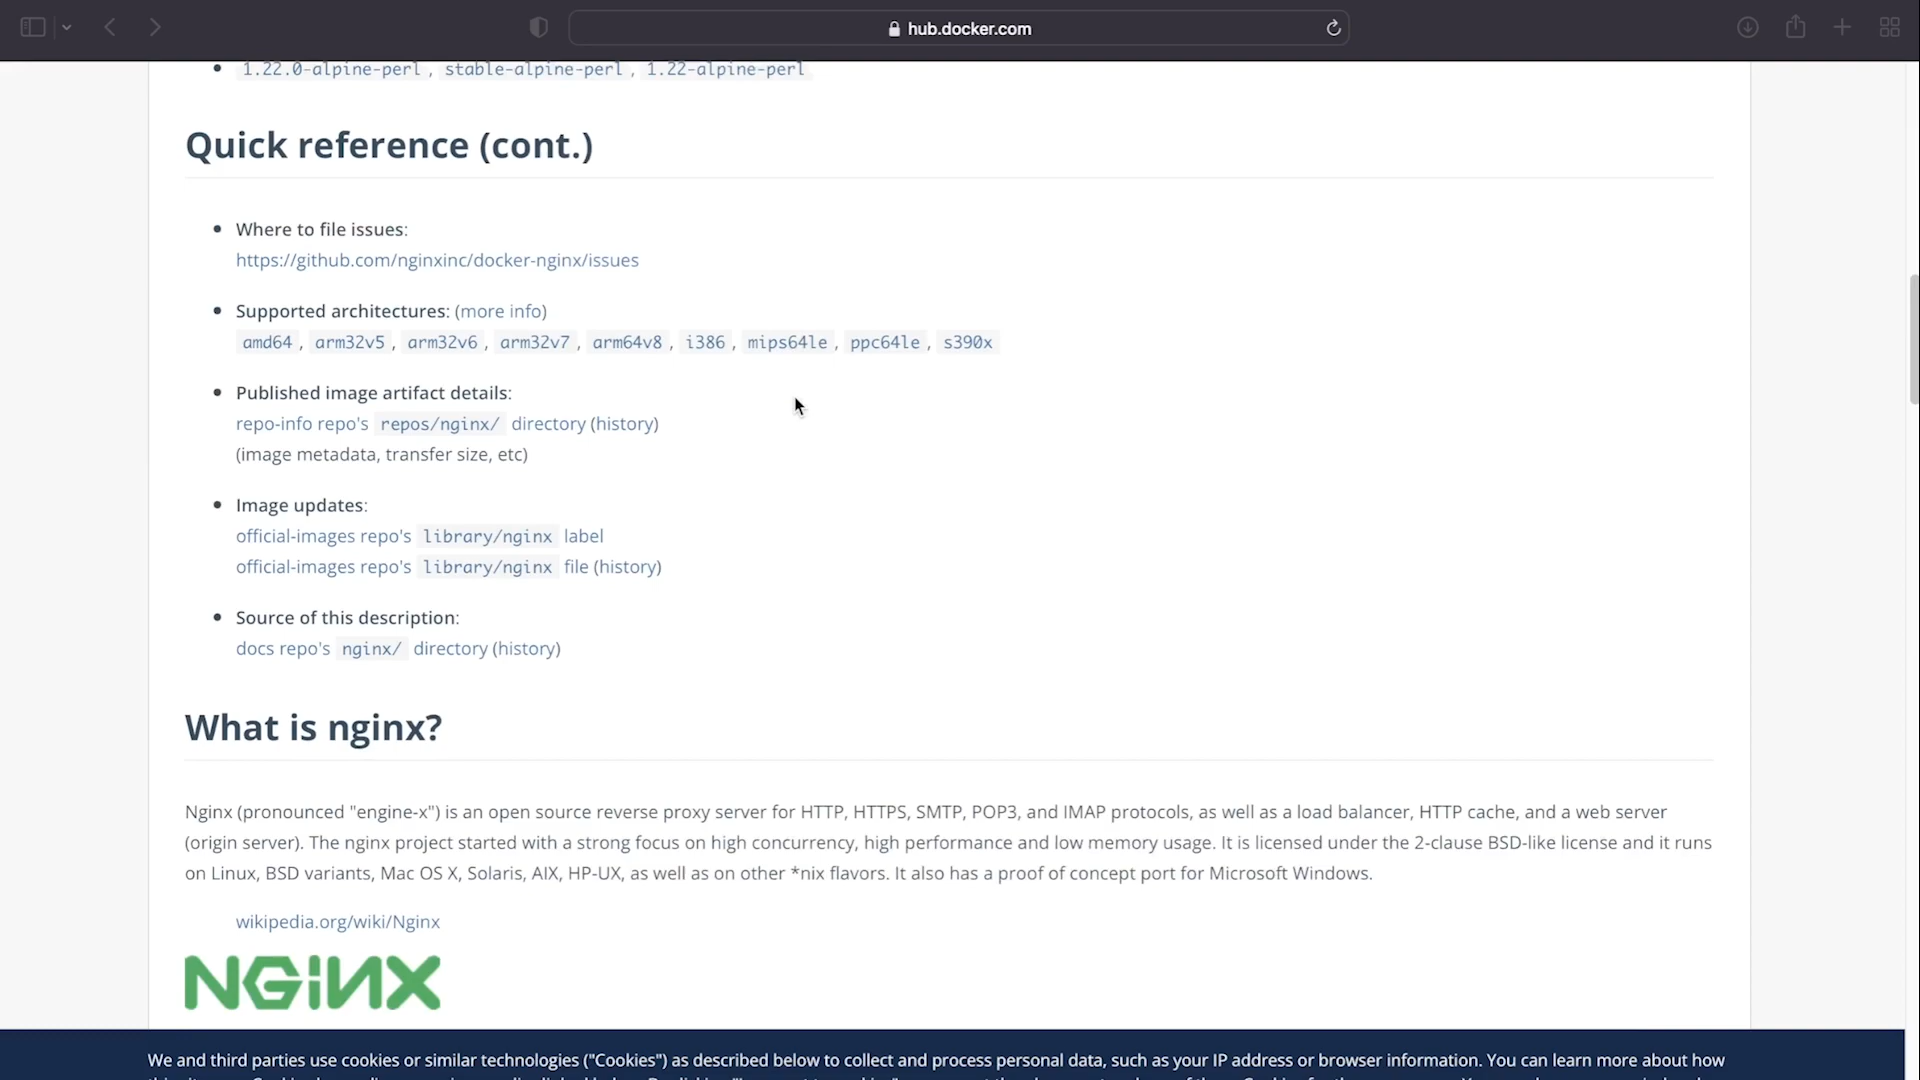 hub.docker.com
1.22.0-alpine-perl , stable-alpine-perl , 1.22-alpine-perl
Quick reference (cont.)
Where to file issues:
https://github.com/nginxinc/docker-nginx/issues
Supported architectures: (more info)
amd64 , arm32v5 , arm32v6 , arm32v7 , arm64v8 , i386 , mips64le , ppc64le , s390x
Published image artifact details:
repo-info repo's repos/nginx/ directory (history)
(image metadata, transfer size, etc)
Image updates:
official-images repo's library/nginx label
official-images repo's library/nginx file (history)
Source of this description:
docs repo's nginx/ directory (history)
What is nginx?
Nginx (pronounced "engine-x") is an open source reverse proxy server for HTTP, HTTPS, SMTP, POP3, and IMAP protocols, as well as a load balancer, HTTP cache, and a web server
(origin server). The nginx project started with a strong focus on high concurrency, high performance and low memory usage. It is licensed under the 2-clause BSD-like license and it runs
on Linux, BSD variants, Mac OS X, Solaris, AIX, HP-UX, as well as on other *nix flavors. It also has a proof of concept port for Microsoft Windows.
wikipedia.org/wiki/Nginx
NGINX
We and third parties use cookies or similar technologies ("Cookies") as described below to collect and process personal data, such as your IP address or browser information. You can learn more about how